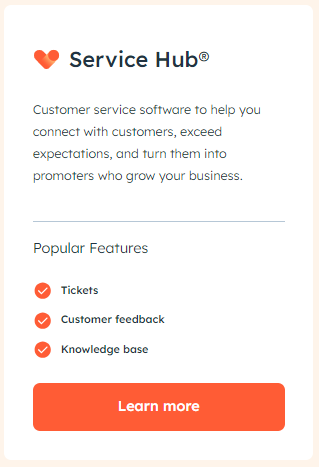 Service Hub®
Customer service software to help you
connect with customers, exceed
expectations, and turn them into
promoters who grow your business.
Popular Features
Tickets
Customer feedback
Knowledge base
Learn more